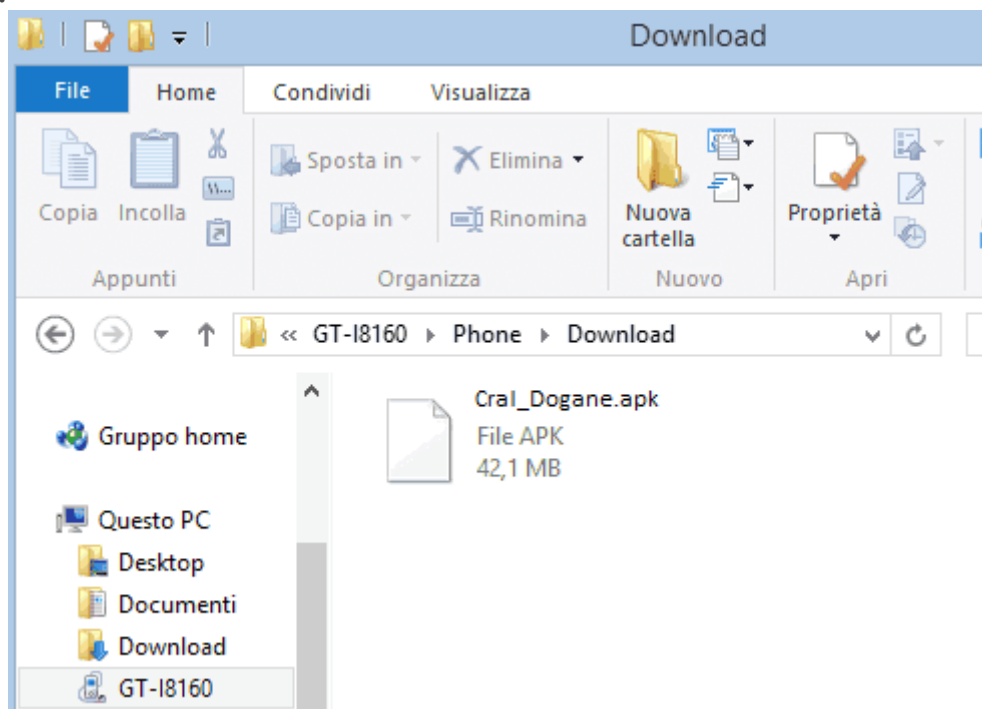 Download
File Home Condividi Visualizza
Copia Incolla
Sposta in
Copia in
Elimina
Rinomina
Nuova
cartella
Proprietà
Appunti Organizza Nuovo Apri
« GT-I8160 Phone Download
Cral_Dogane.apk
File APK
42,1 MB
Gruppo home
Questo PC
Desktop
Documenti
Download
GT-I8160